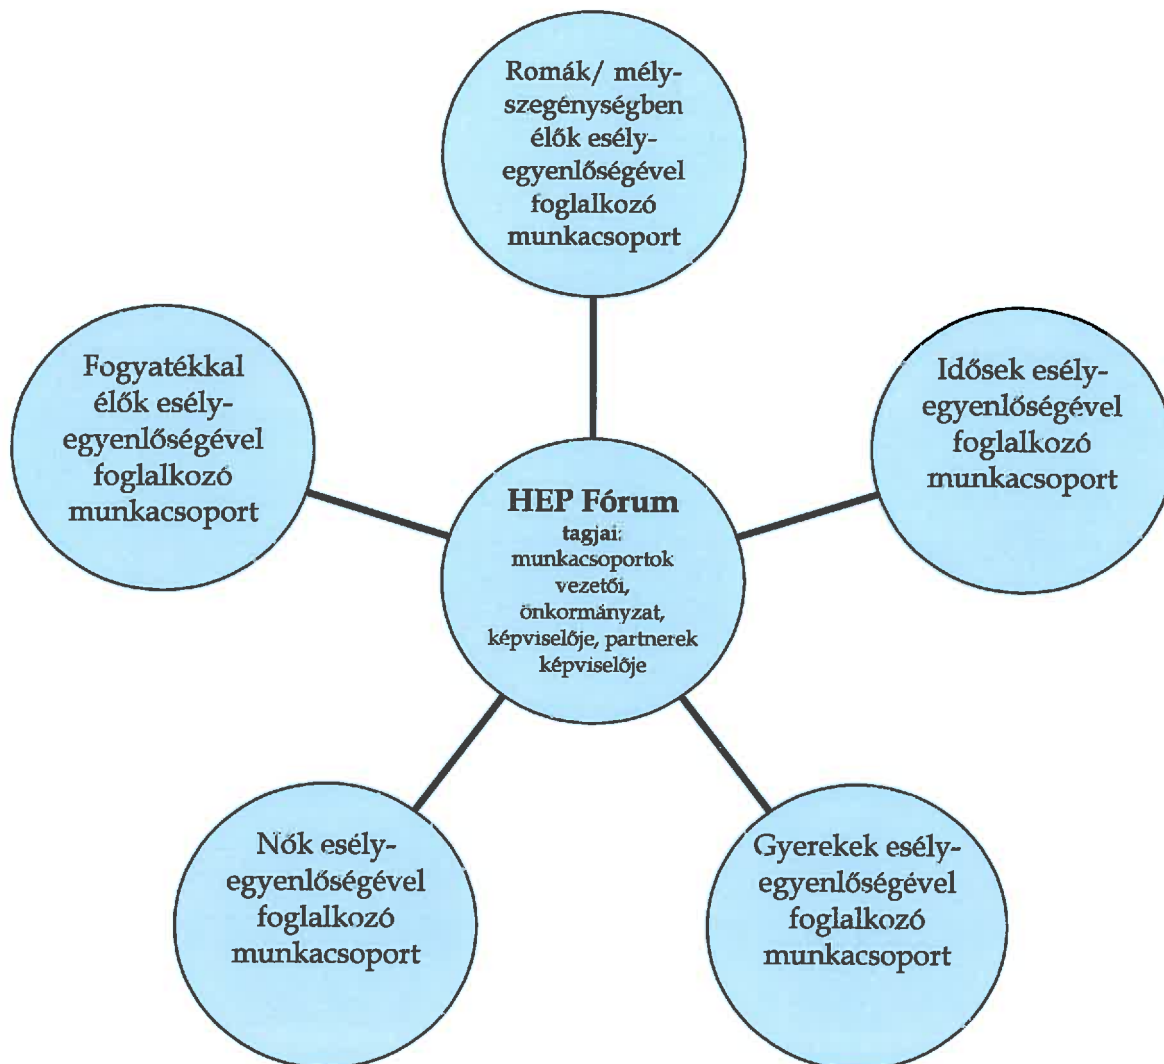 Romák/ mély-
szegénységben
élők esély-
egyenlőségével
foglalkozó
munkacsoport
Fogyatékkal
élők esély-
egyenlőségével
foglalkozó
munkacsoport
Idősek esély-
egyenlőségével
foglalkozó
munkacsoport
HEP Fórum
tagjai:
munkacsoportok
vezetői,
önkormányzat,
képviselője, partnerek
képviselője
Nők esély-
egyenlőségével
foglalkozó
munkacsoport
Gyerekek esély-
egyenlőségével
foglalkozó
munkacsoport